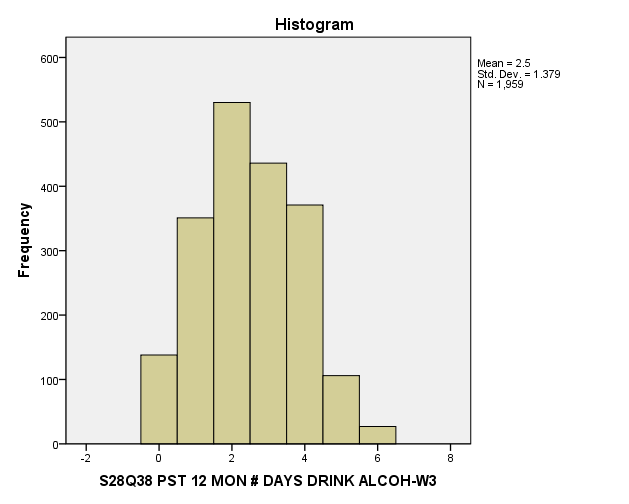 Histogram
600
500
400
300
200
100
0
Frequency
-2 0 2 4 6 8
S28Q38 PST 12 MON # DAYS DRINK ALCOH-W3
Mean = 2.5
Std. Dev. = 1.379
N = 1,959